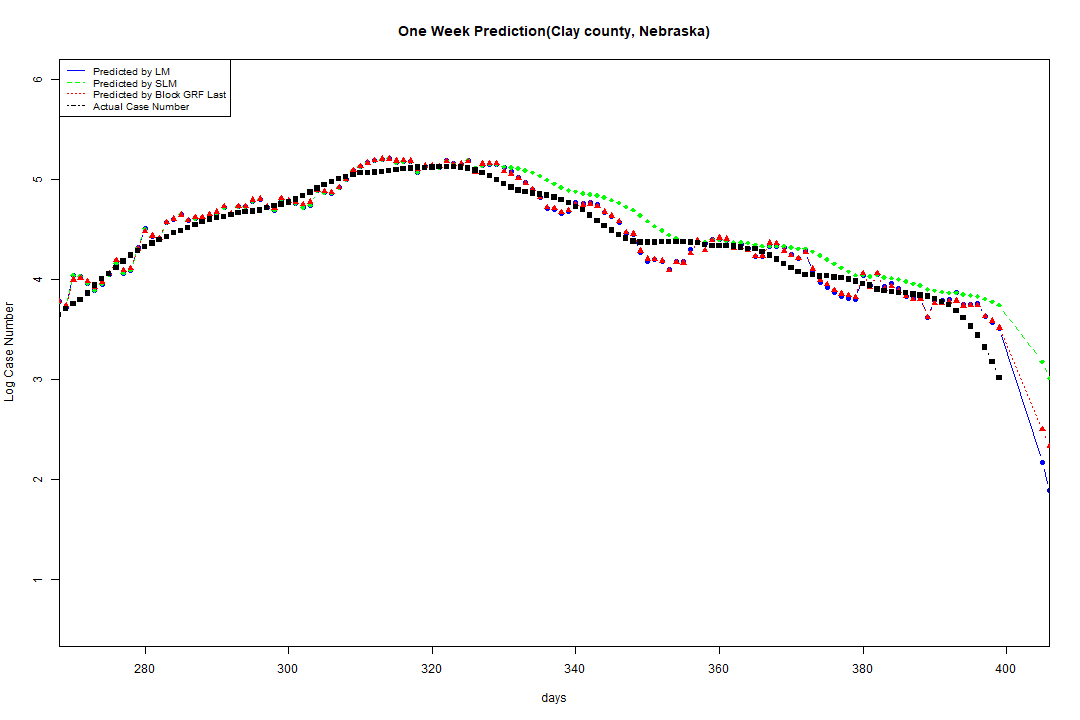 One Week Prediction(Clay county, Nebraska)
Predicted by LM
Predicted by SLM
Predicted by Block GRF Last
Actual Case Number
6
5
4
3
2
1
Log Case Number
280 300 320 340 360 380 400
days